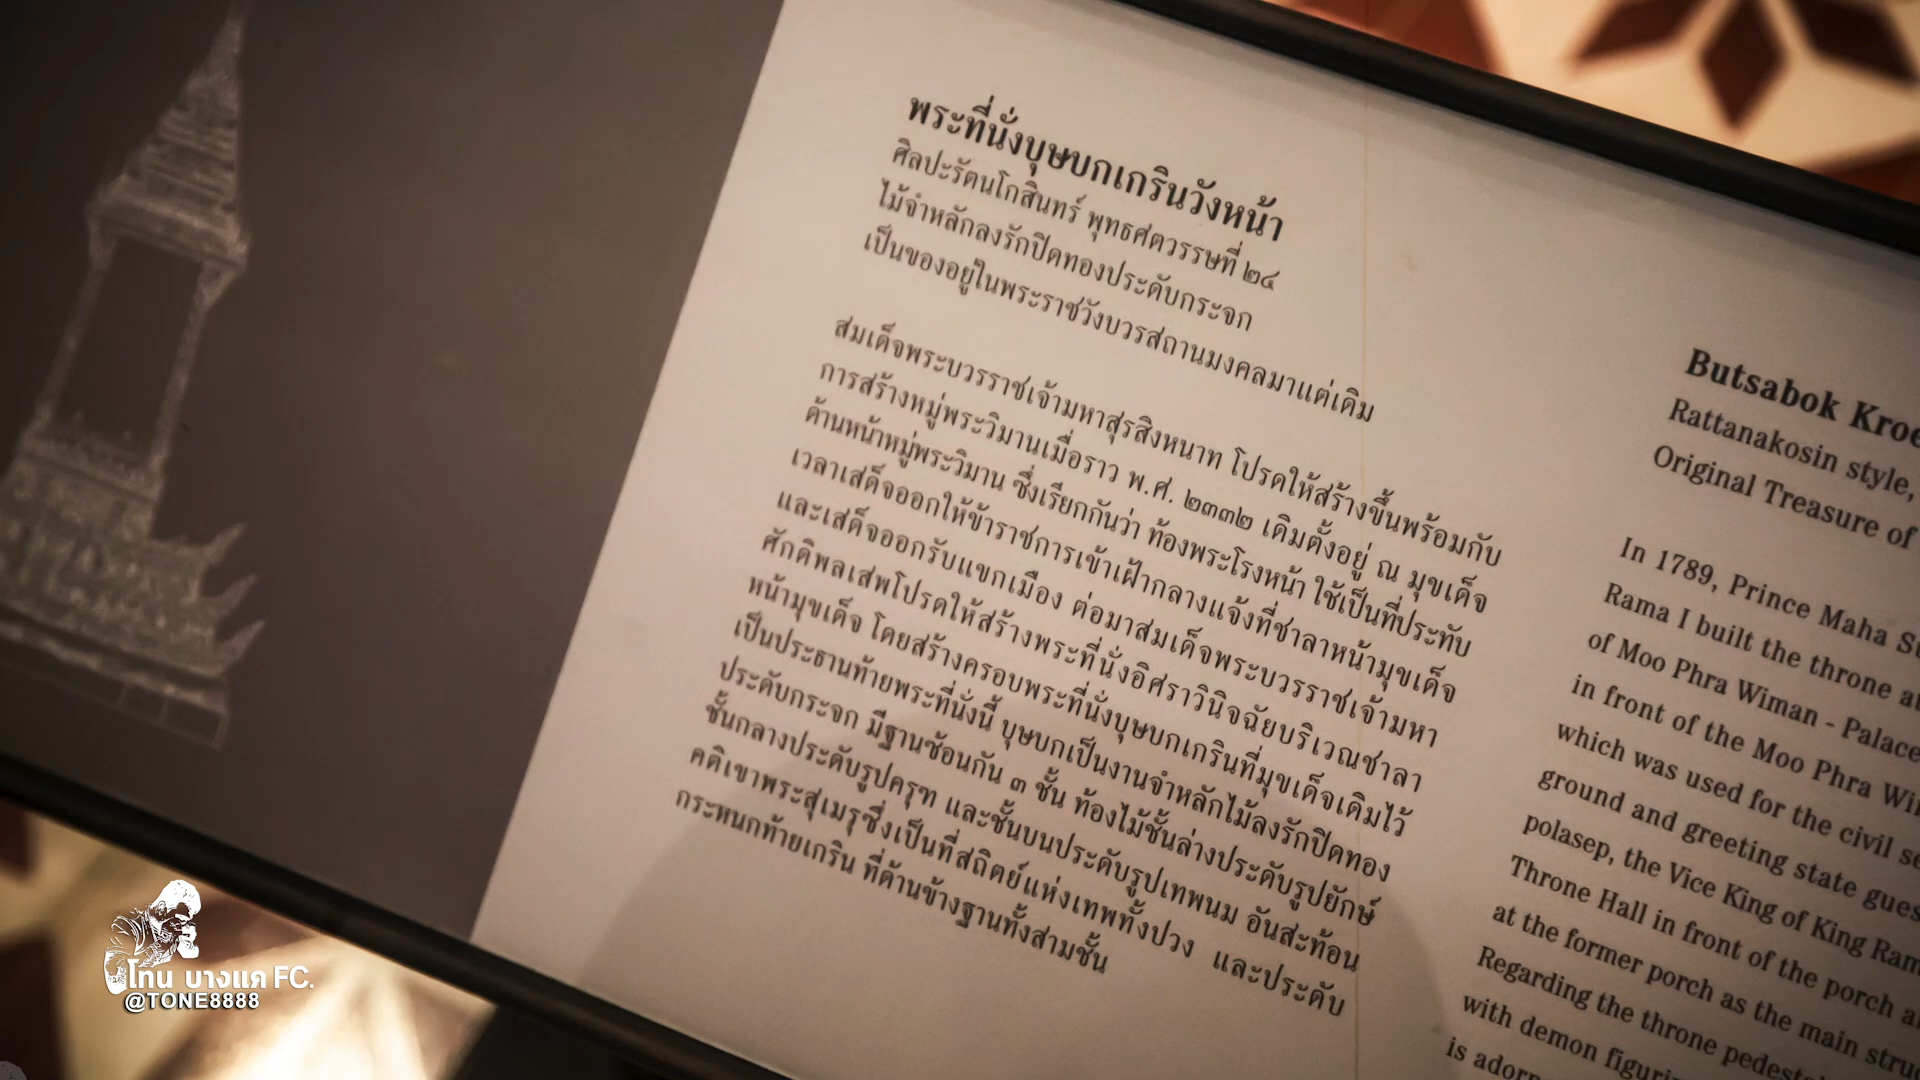 พระที่นั่งบุษบกเกรินวังหน้า
ศิลปะรัตนโกสินทร์ พุทธศตวรรษที่ ๒๔
ไม้จำหลักลงรักปิดทองประดับกระจก
เป็นของอยู่ในพระราชวังบวรสถานมงคลมาแต่เดิม
สมเด็จพระบวรราชเจ้ามหาสุรสิงหนาท โปรดให้สร้างขึ้นพร้อมกับ
การสร้างหมู่พระวิมานเมื่อราว พ.ศ. ๒๓๓๒ เดิมตั้งอยู่ ณ มุขเด็จ
ด้านหน้าหมู่พระวิมาน ซึ่งเรียกกันว่า ท้องพระโรงหน้า ใช้เป็นที่ประทับ
เวลาเสด็จออกให้ข้าราชการเข้าเฝ้ากลางแจ้งที่ชาลาหน้ามุขเด็จ
และเสด็จออกรับแขกเมือง ต่อมาสมเด็จพระบวรราชเจ้ามหา
ศักดิพลเสพโปรดให้สร้างพระที่นั่งอิศราวินิจฉัยบริเวณชาลา
หน้ามุขเด็จ โดยสร้างครอบพระที่นั่งบุษบกเกรินที่มุขเด็จเดิมไว้
เป็นประธานท้ายพระที่นั่งนี้ บุษบกเป็นงานจำหลักไม้ลงรักปิดทอง
ประดับกระจก มีฐานซ้อนกัน ๓ ชั้น ท้องไม้ชั้นล่างประดับรูปยักษ์
ชั้นกลางประดับรูปครุฑ และชั้นบนประดับรูปเทพนม อันสะท้อน
คติเขาพระสุเมรุซึ่งเป็นที่สถิตย์แห่งเทพทั้งปวง และประดับ
กระหนกท้ายเกริน ที่ด้านข้างฐานทั้งสามชั้น
Butsabok
Rattanakosin style,
Original Treasure of
In 1789, Prince Maha
Rama I built the throne
of Moo Phra Wiman - Palace
in front of the Moo Phra
which was used for the civil
ground and greeting state
polasep, the Vice King of King
Throne Hall in front of the porch
at the former porch as the main
Regarding the throne
with demon
is
โทน บางแค FC.
@TONE8888